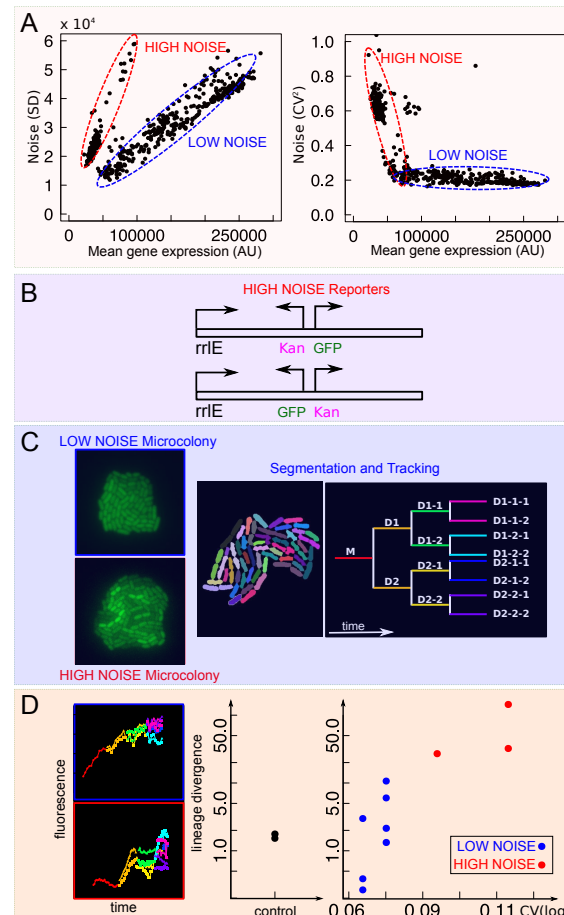 A
5 x 10⁴
HIGH NOISE
LOW NOISE
Noise (SD)
6
5
4
3
2
1
0
0
100000
250000
Mean gene expression (AU)
HIGH NOISE
LOW NOISE
Noise (CV²)
1.0
0.8
0.6
0.4
0.2
0.0
0
100000
250000
Mean gene expression (AU)
B
HIGH NOISE Reporters
rrlE
Kan
GFP
rrlE
GFP
Kan
C
LOW NOISE Microcolony
HIGH NOISE Microcolony
Segmentation and Tracking
M
D1
D2
D1-1
D1-2
D2-1
D2-2
D1-1-1
D1-1-2
D1-2-1
D1-2-2
D2-1-1
D2-1-2
D2-2-1
D2-2-2
time
D
fluorescence
time
lineage divergence
control
50.0
5.0
1.0
LOW NOISE
HIGH NOISE
0.06
0.09
0.11
CV(log